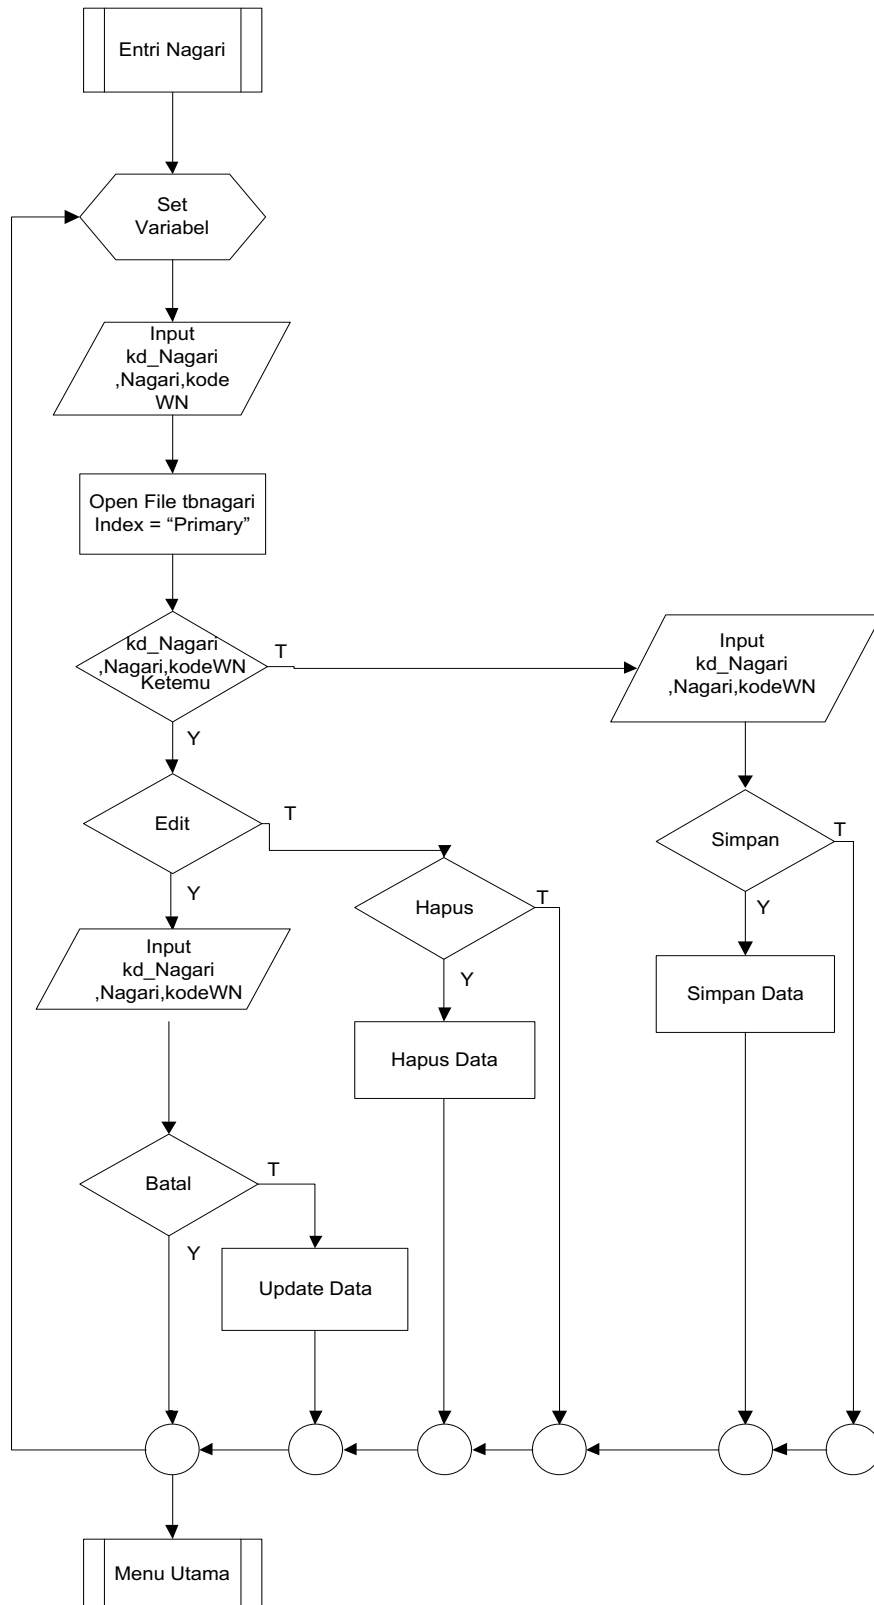 Entri Nagari
Set
Variabel
Input
kd_Nagari
,Nagari,kode
WN
Open File tbnagari
Index = “Primary”
kd_Nagari
,Nagari,kodeWN
Ketemu
T
Y
Input
kd_Nagari
,Nagari,kodeWN
Edit
T
Y
Simpan
T
Y
Hapus
T
Y
Input
kd_Nagari
,Nagari,kodeWN
Simpan Data
Hapus Data
Batal
T
Y
Update Data
Menu Utama